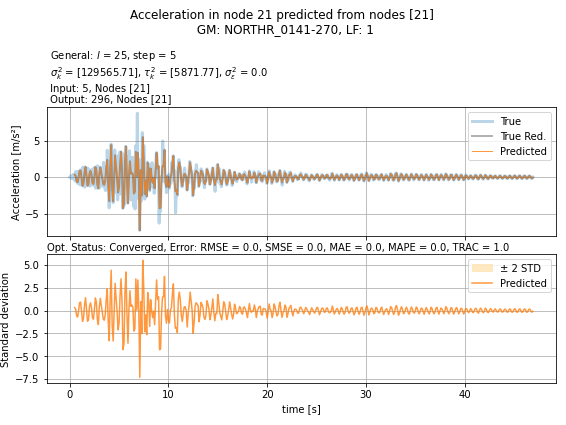 Acceleration in node 21 predicted from nodes [21]
GM: NORTHR_0141-270, LF: 1
General: l = 25, step = 5
σ²ₖ = [129565.71], τ²ₖ = [5871.77], σ²ε = 0.0
Input: 5, Nodes [21]
Output: 296, Nodes [21]
Acceleration [m/s²]
5
0
−5
True
True Red.
Predicted
Opt. Status: Converged, Error: RMSE = 0.0, SMSE = 0.0, MAE = 0.0, MAPE = 0.0, TRAC = 1.0
Standard deviation
5.0
2.5
0.0
−2.5
−5.0
−7.5
± 2 STD
Predicted
0
10
20
30
40
time [s]